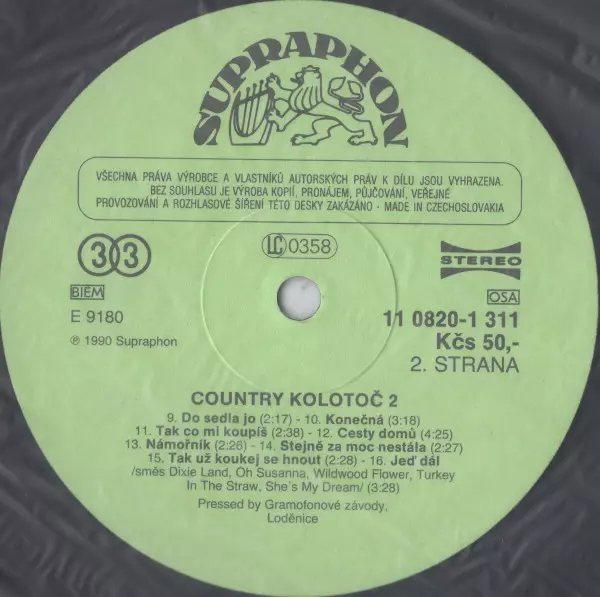 SUPRAPHON
VŠECHNA PRÁVA VÝROBCE A VLASTNÍKŮ AUTORSKÝCH PRÁV K DÍLU JSOU VYHRAZENA.
BEZ SOUHLASU JE VÝROBA KOPIÍ, PRONÁJEM, PŮJČOVÁNÍ, VEŘEJNÉ
PROVOZOVÁNÍ A ROZHLASOVÉ ŠÍŘENÍ TÉTO DESKY ZAKÁZÁNO - MADE IN CZECHOSLOVAKIA
33
LC 0358
STEREO
BIEM
OSA
E 9180
11 0820-1 311
℗ 1990 Supraphon
Kčs 50,-
2. STRANA
COUNTRY KOLOTOČ 2
9. Do sedla jo (2:17) - 10. Konečná (3:18)
11. Tak co mi koupíš (2:38) - 12. Cesty domů (4:25)
13. Námořník (2:26) - 14. Stejně za moc nestála (2:27)
15. Tak už koukej se hnout (2:28) - 16. Jeď dál
/směs Dixie Land, Oh Susanna, Wildwood Flower, Turkey
In The Straw, She's My Dream/ (3:28)
Pressed by Gramofonové závody,
Loděnice